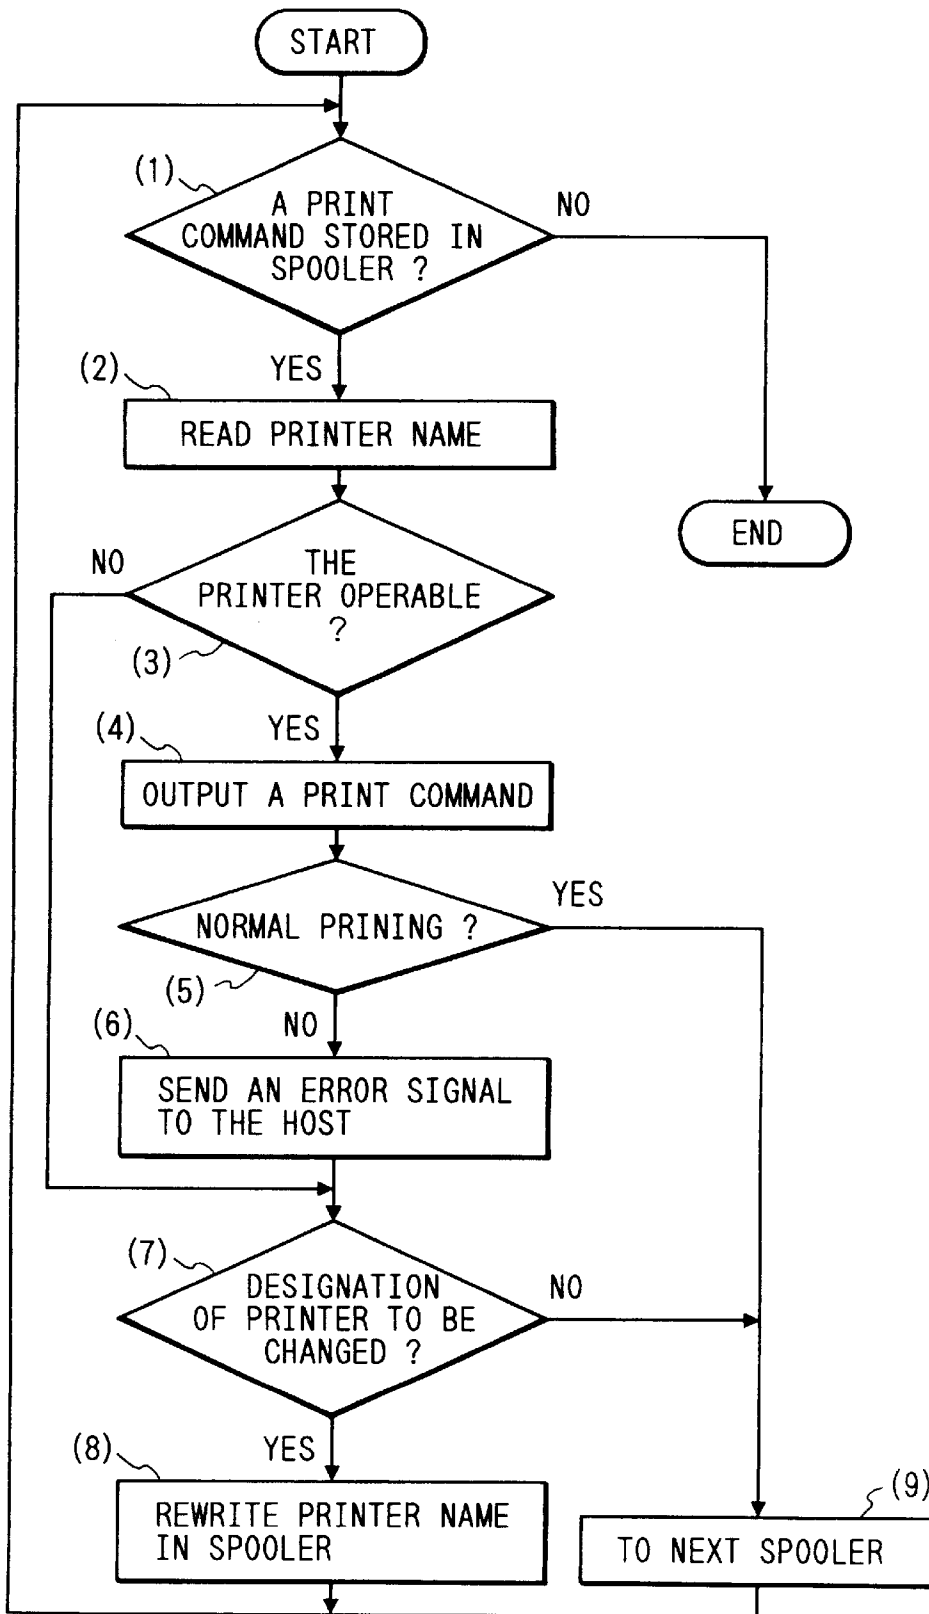 START
(1)
A PRINT
COMMAND STORED IN
SPOOLER ?
NO
YES
(2)
READ PRINTER NAME
END
NO
THE
PRINTER OPERABLE
?
(3)
YES
(4)
OUTPUT A PRINT COMMAND
YES
NORMAL PRINING ?
(5)
NO
(6)
SEND AN ERROR SIGNAL
TO THE HOST
(7)
DESIGNATION
OF PRINTER TO BE
CHANGED ?
NO
YES
(8)
REWRITE PRINTER NAME
IN SPOOLER
(9)
TO NEXT SPOOLER